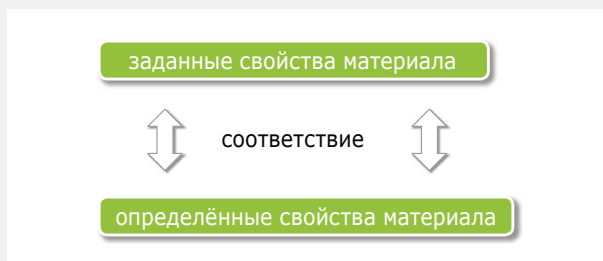 заданные свойства материала
соответствие
определённые свойства материала